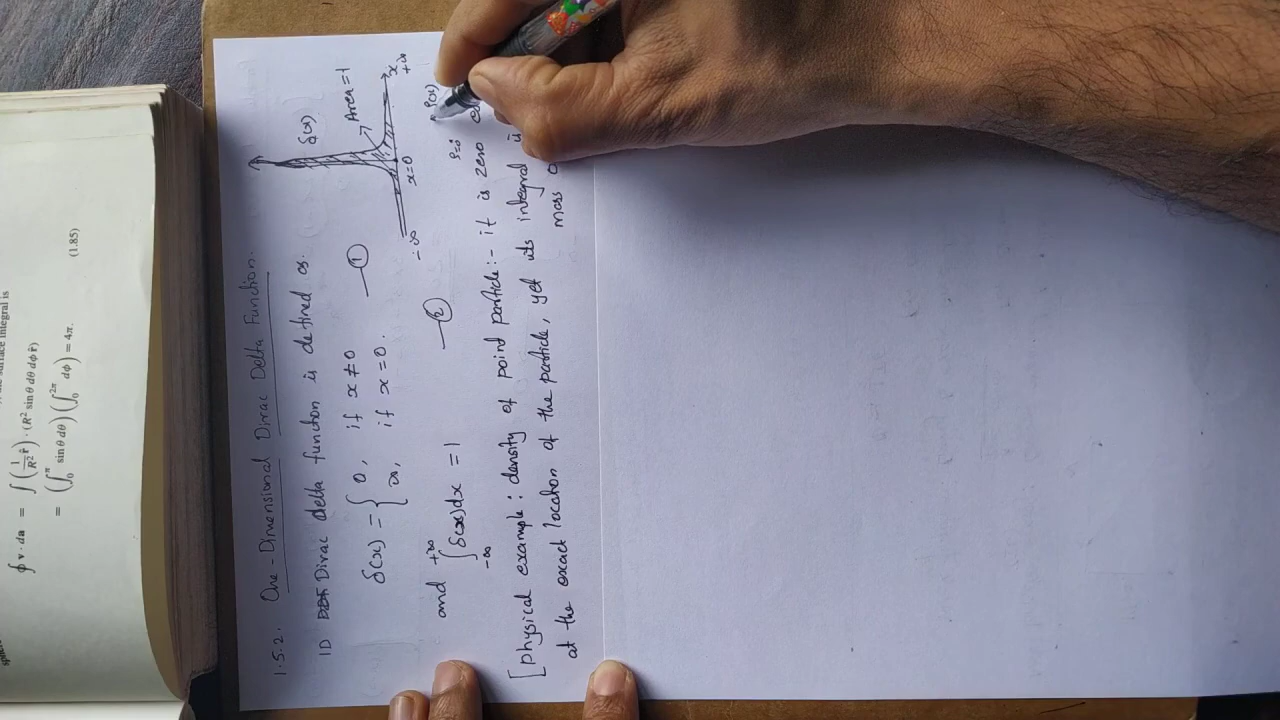 surface integral is
∮ v · da = ∫ (1/R² r̂) · (R² sin θ dθ dϕ r̂)
= (∫₀^π sin θ dθ) (∫₀^2π dϕ) = 4π.
(1.85)
1.5.2. One-Dimensional Dirac Delta Function.
1D Dirac delta function is defined as.
δ(x) = { 0, if x ≠ 0
∞, if x = 0. —①
and ∫_{-∞}^{+∞} δ(x)dx = 1 —②
δ(x)
Area = 1
x
-∞ x=0 +∞
[physical example: density of point particle:- it is zero
at the exact location of the particle, yet its integral
mass